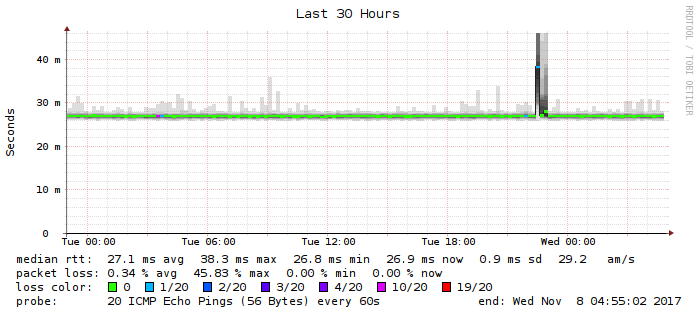 Last 30 Hours
RRDTOOL / TOBI OETIKER
Seconds
40 m
30 m
20 m
10 m
0
Tue 00:00 Tue 06:00 Tue 12:00 Tue 18:00 Wed 00:00
median rtt: 27.1 ms avg 38.3 ms max 26.8 ms min 26.9 ms now 0.9 ms sd 29.2 am/s
packet loss: 0.34 % avg 45.83 % max 0.00 % min 0.00 % now
loss color: 0 1/20 2/20 3/20 4/20 10/20 19/20
probe: 20 ICMP Echo Pings (56 Bytes) every 60s end: Wed Nov 8 04:55:02 2017